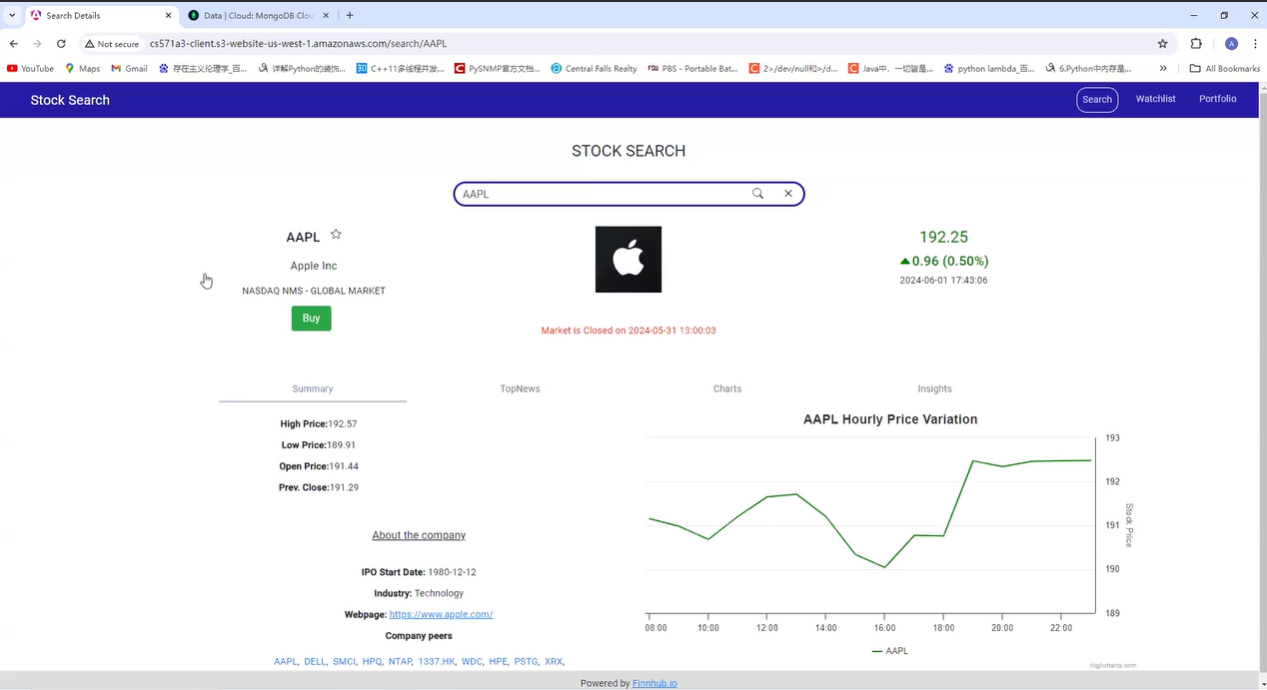 Search Details
Data | Cloud: MongoDB Clou
Not secure
cs571a3-client.s3-website-us-west-1.amazonaws.com/search/AAPL
A
YouTube
Maps
Gmail
存在主义伦理学_百...
详解Python的装饰...
C++11多线程并发...
PySNMP官方文档...
Central Falls Realty
PBS - Portable Bat...
2>/dev/null和>/d...
Java中，一切皆是...
python lambda_百...
6.Python中内存是...
All Bookmarks
Stock Search
Search
Watchlist
Portfolio
STOCK SEARCH
AAPL
AAPL
Apple Inc
NASDAQ NMS - GLOBAL MARKET
Buy
192.25
0.96 (0.50%)
2024-06-01 17:43:06
Market is Closed on 2024-05-31 13:00:03
Summary
TopNews
Charts
Insights
High Price:192.57
Low Price:189.91
Open Price:191.44
Prev. Close:191.29
About the company
IPO Start Date: 1980-12-12
Industry: Technology
Webpage: https://www.apple.com/
Company peers
AAPL, DELL, SMCI, HPQ, NTAP, 1337.HK, WDC, HPE, PSTG, XRX,
AAPL Hourly Price Variation
193
192
191
190
189
Stock Price
08:00 10:00 12:00 14:00 16:00 18:00 20:00 22:00
AAPL
Highcharts.com
Powered by Finnhub.io